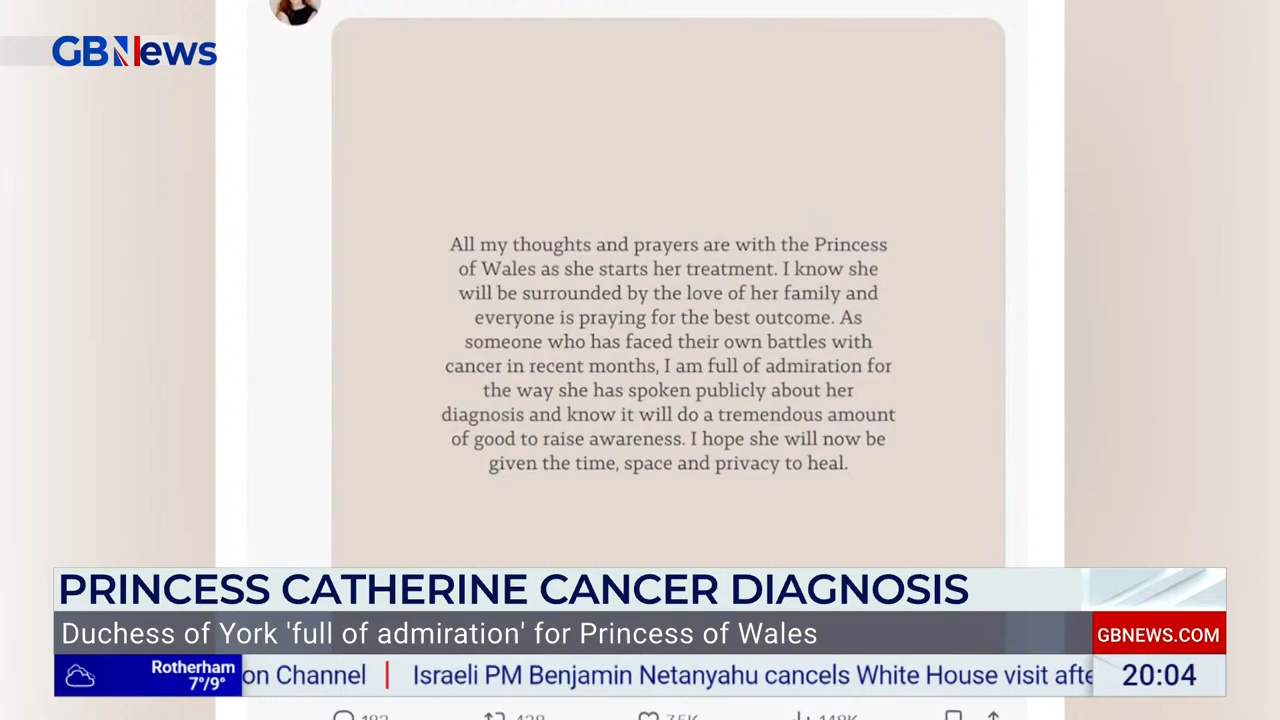 GBNews
All my thoughts and prayers are with the Princess
of Wales as she starts her treatment. I know she
will be surrounded by the love of her family and
everyone is praying for the best outcome. As
someone who has faced their own battles with
cancer in recent months, I am full of admiration for
the way she has spoken publicly about her
diagnosis and know it will do a tremendous amount
of good to raise awareness. I hope she will now be
given the time, space and privacy to heal.
PRINCESS CATHERINE CANCER DIAGNOSIS
Duchess of York 'full of admiration' for Princess of Wales
GBNEWS.COM
Rotherham
7°/9°
on Channel | Israeli PM Benjamin Netanyahu cancels White House visit afte
20:04